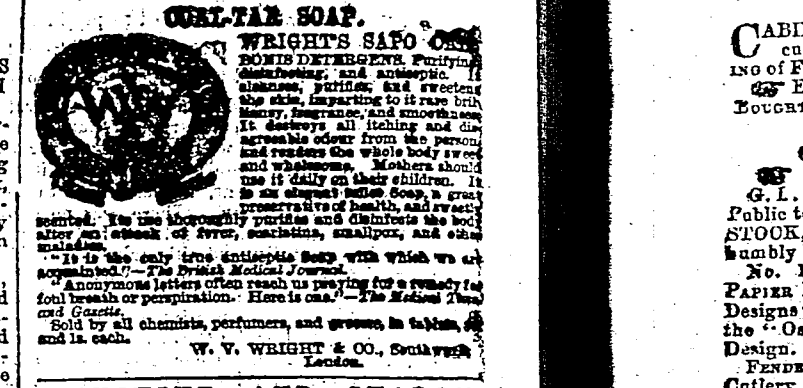 COAL-TAR SOAP.
WRIGHT'S SAPO
BONIS DETERGENS. Purifying,
disinfecting, and antiseptic. It
cleanses, purifies, and sweetens
the skin, imparting to it rare bril-
liancy, fragrance, and smoothness.
It destroys all itching and dis-
agreeable odour from the person,
and renders the whole body sweet
and wholesome. Mothers should
use it daily on their children. It
is an elegant toilet Soap, a great
preservative of health, and sweetly
scented. Its use thoroughly purifies and disinfects the body
after an attack of fever, scarlatina, smallpox, and other
maladies.
"It is the only true antiseptic Soap with which we are
acquainted."—The British Medical Journal.
"Anonymous letters often reach us praying for a remedy for
foul breath or perspiration. Here is one."—The Medical Times
and Gazette.
Sold by all chemists, perfumers, and grocers, in tablets,
and 1s. each.
W. V. WRIGHT & CO., Southwark,
London.
CABI
cu
ING of F
BOUGHT
G. L.
Public t
STOCK,
humbly
No.
PAPIER
Designs
the "Os
Design.
FENDE
Cutlery